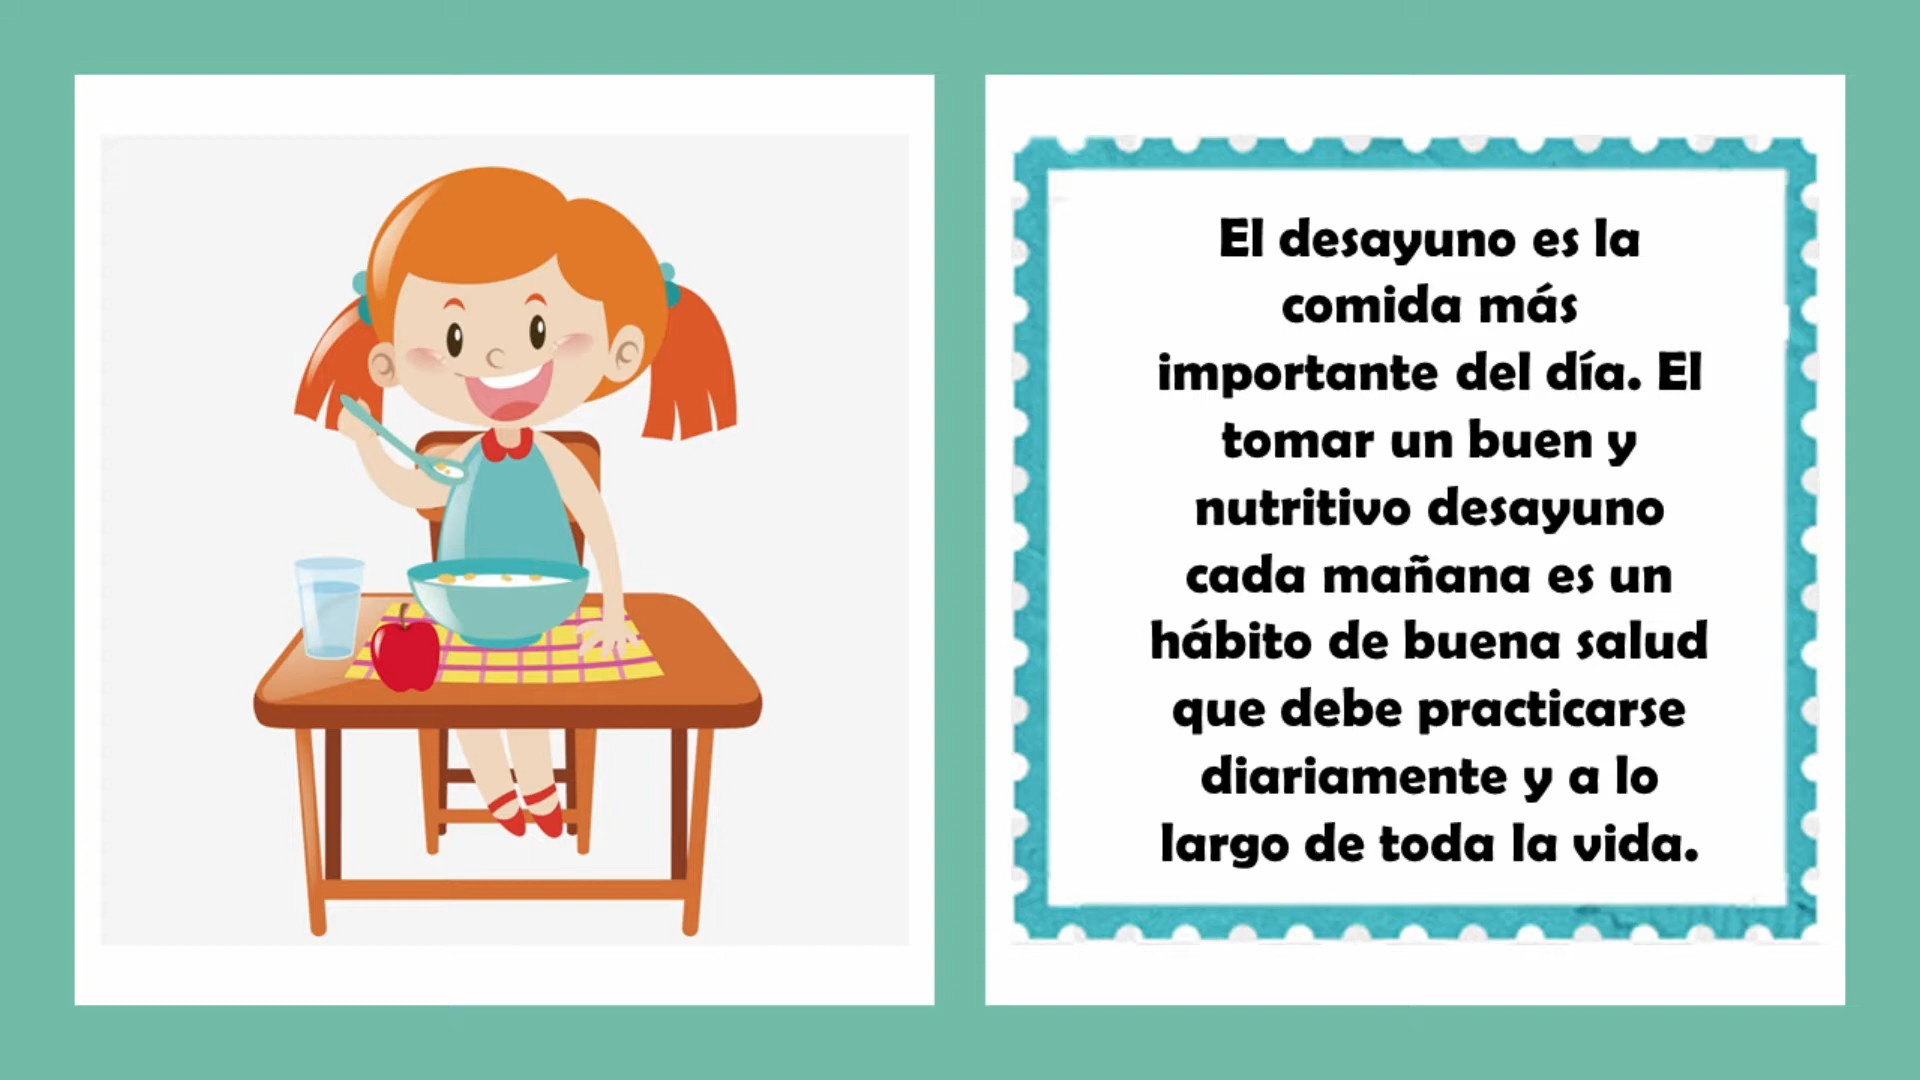 El desayuno es la
comida más
importante del día. El
tomar un buen y
nutritivo desayuno
cada mañana es un
hábito de buena salud
que debe practicarse
diariamente y a lo
largo de toda la vida.